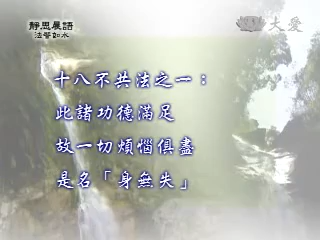 靜思晨語
法譬如水
大愛
十八不共法之一：
此諸功德滿足
故一切煩惱俱盡
是名「身無失」